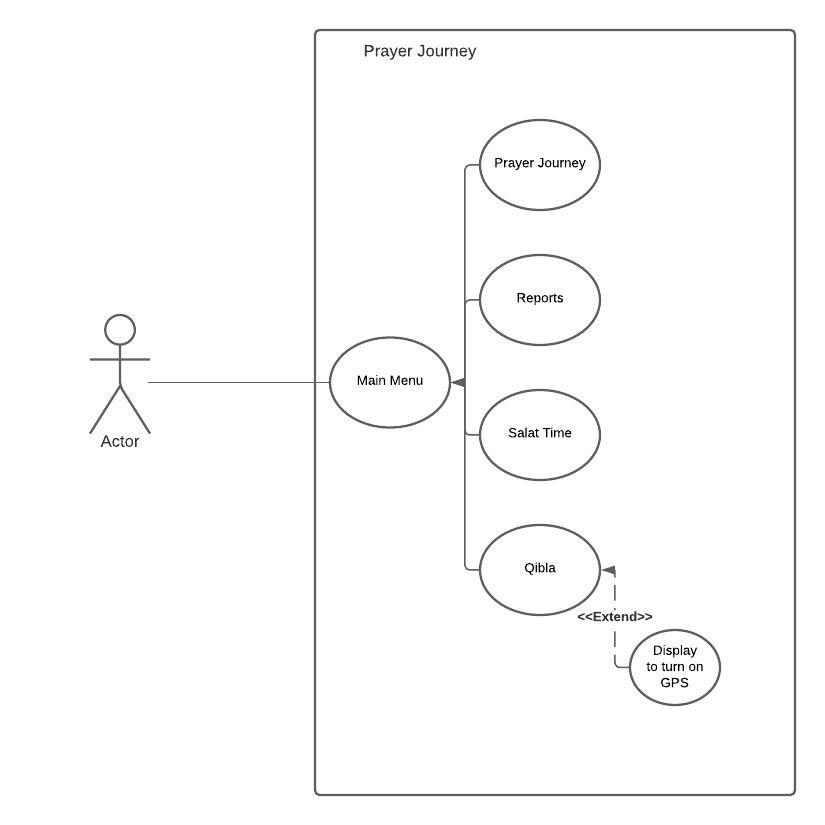 Prayer Journey
Prayer Journey
Reports
Main Menu
Salat Time
Actor
Qibla
<<Extend>>
Display
to turn on
GPS